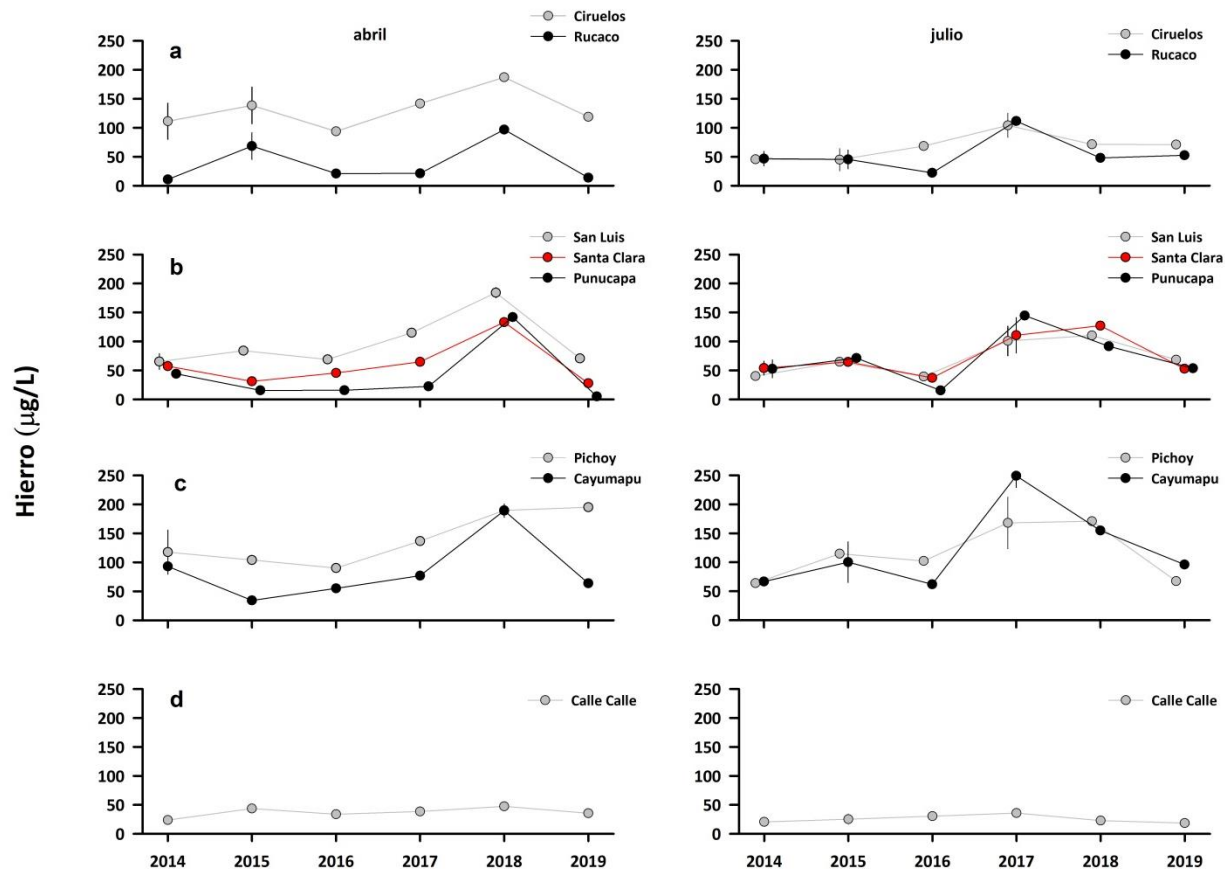 Hierro (µg/L)
abril
julio
a
Ciruelos
Rucaco
250
200
150
100
50
0
Ciruelos
Rucaco
250
200
150
100
50
0
b
San Luis
Santa Clara
Punucapa
250
200
150
100
50
0
San Luis
Santa Clara
Punucapa
250
200
150
100
50
0
c
Pichoy
Cayumapu
250
200
150
100
50
0
Pichoy
Cayumapu
250
200
150
100
50
0
d
Calle Calle
250
200
150
100
50
0
2014 2015 2016 2017 2018 2019
Calle Calle
250
200
150
100
50
0
2014 2015 2016 2017 2018 2019